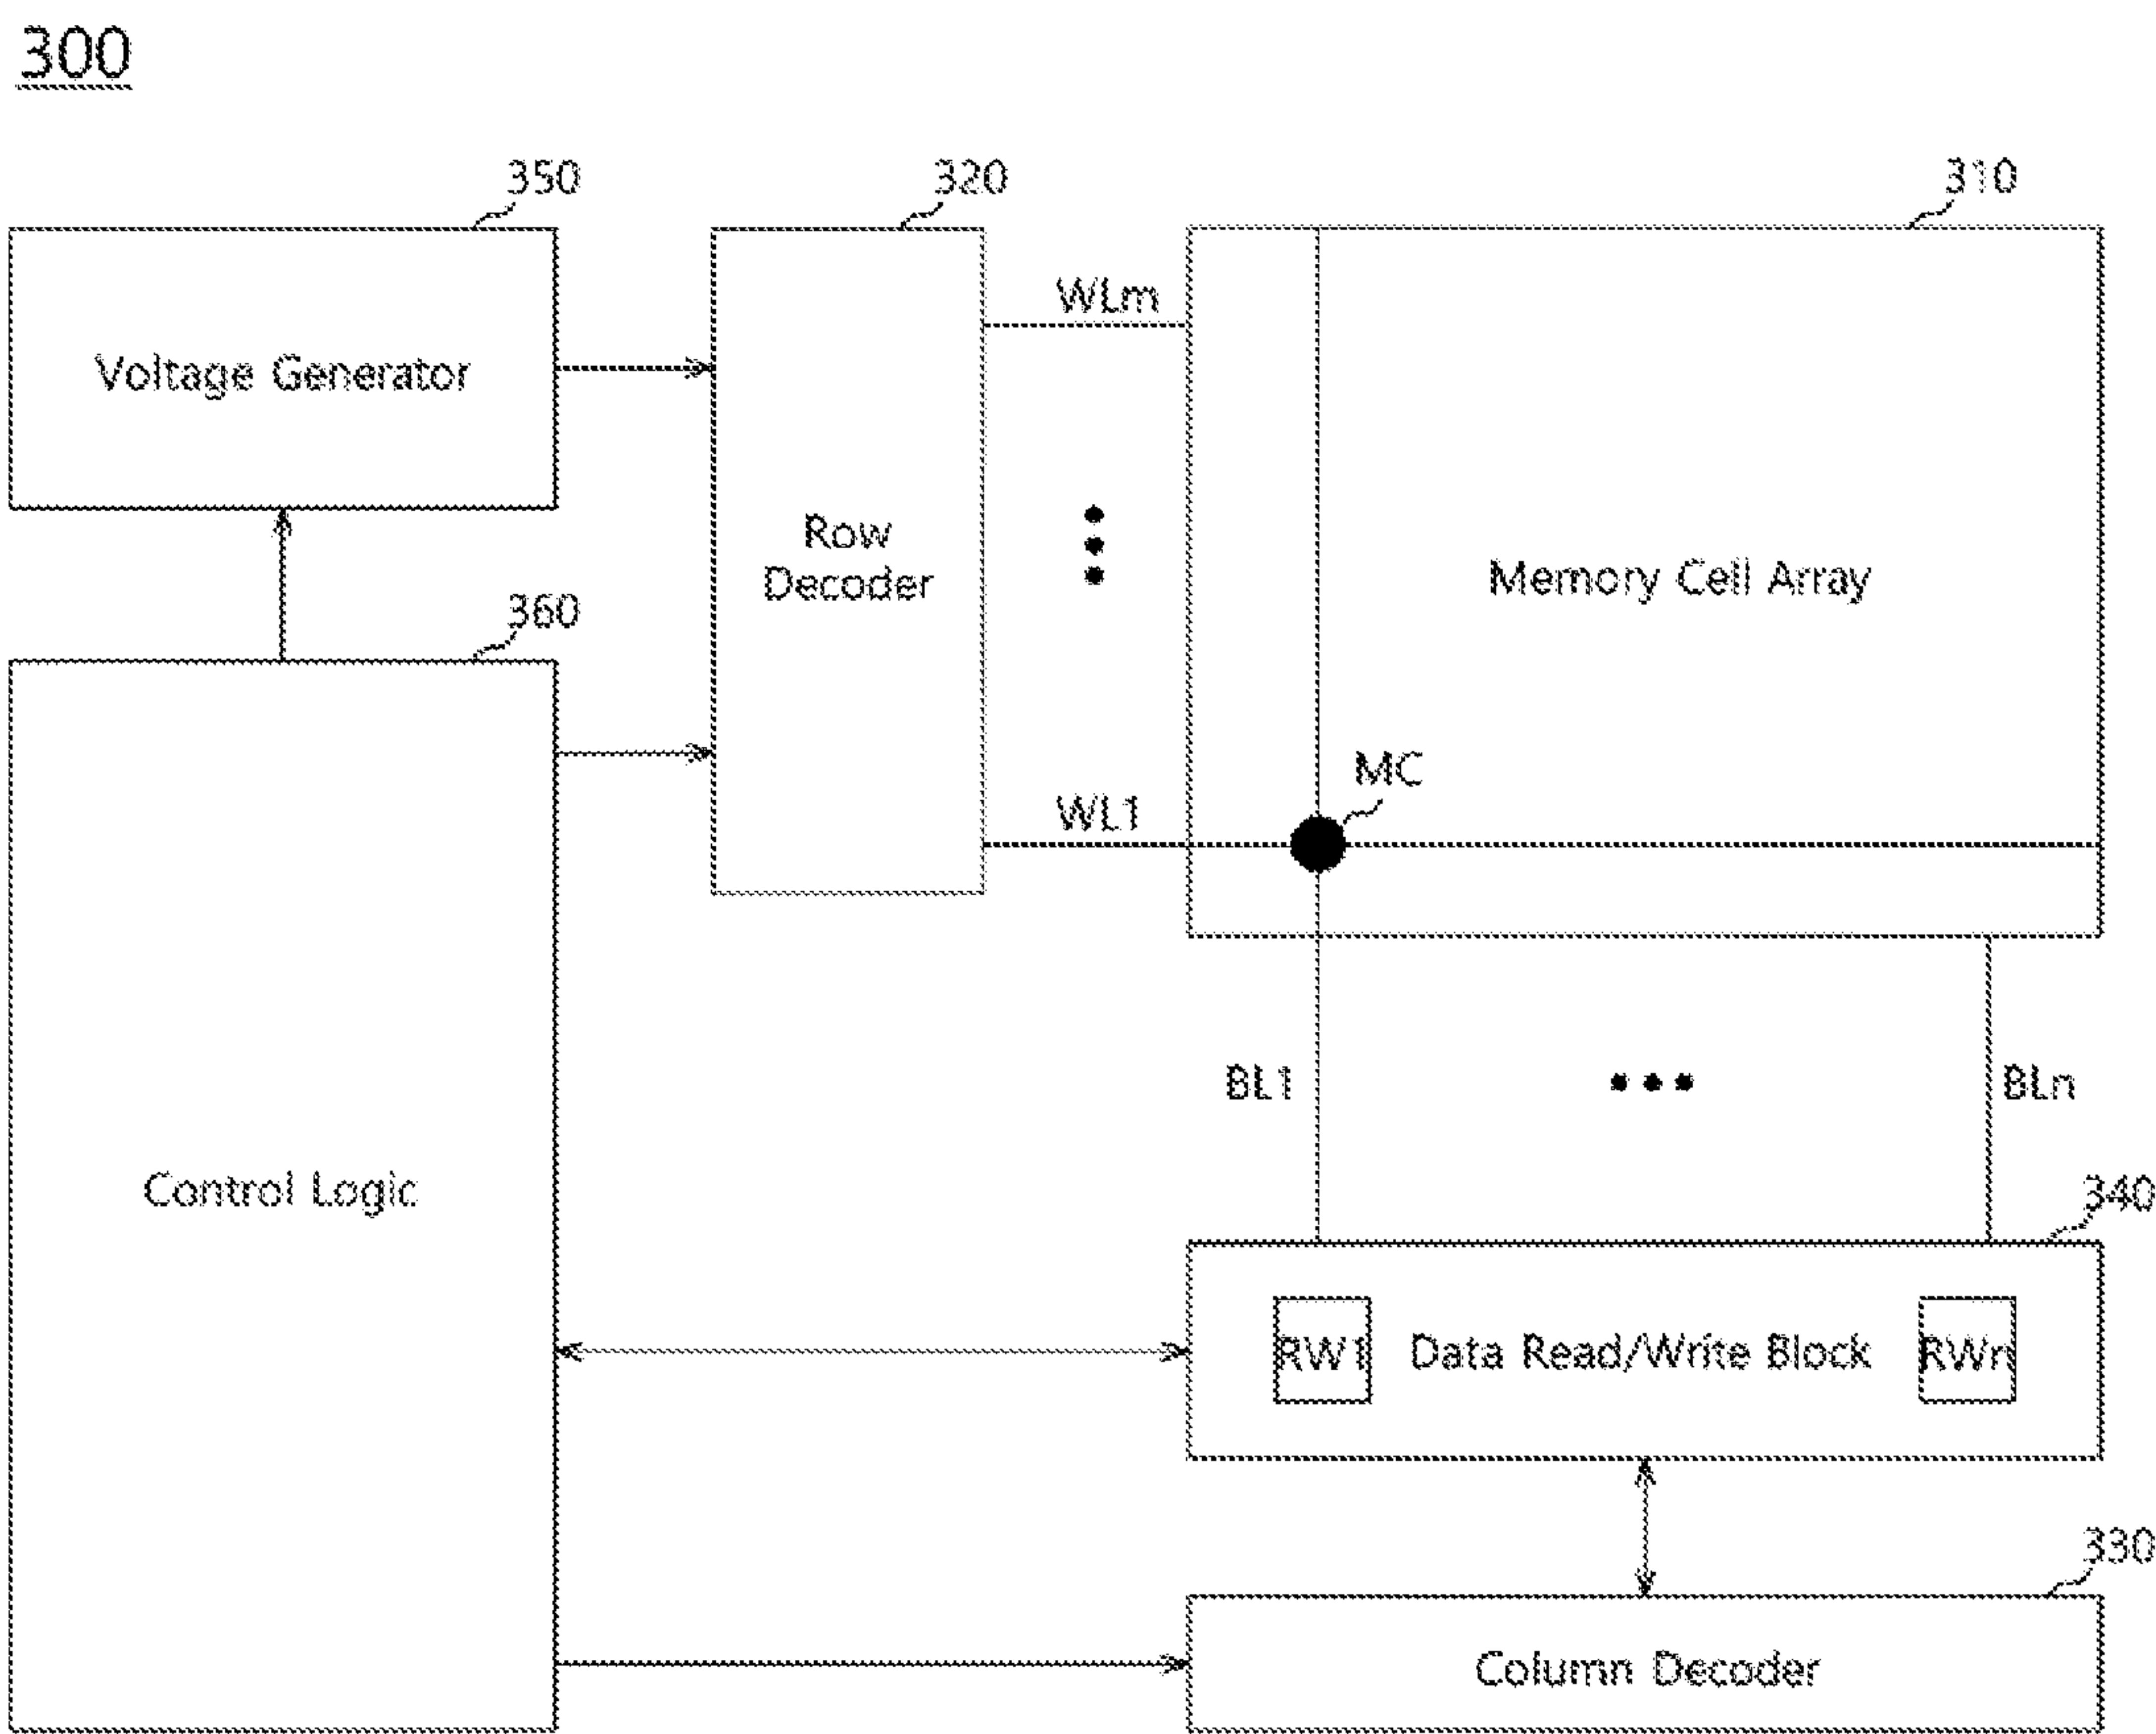 300
350
320
310
WLm
Voltage Generator
Row
Decoder
Memory Cell Array
360
MC
WL1
BL1
BLn
Control Logic
340
RW1
Data Read/Write Block
RWn
330
Column Decoder